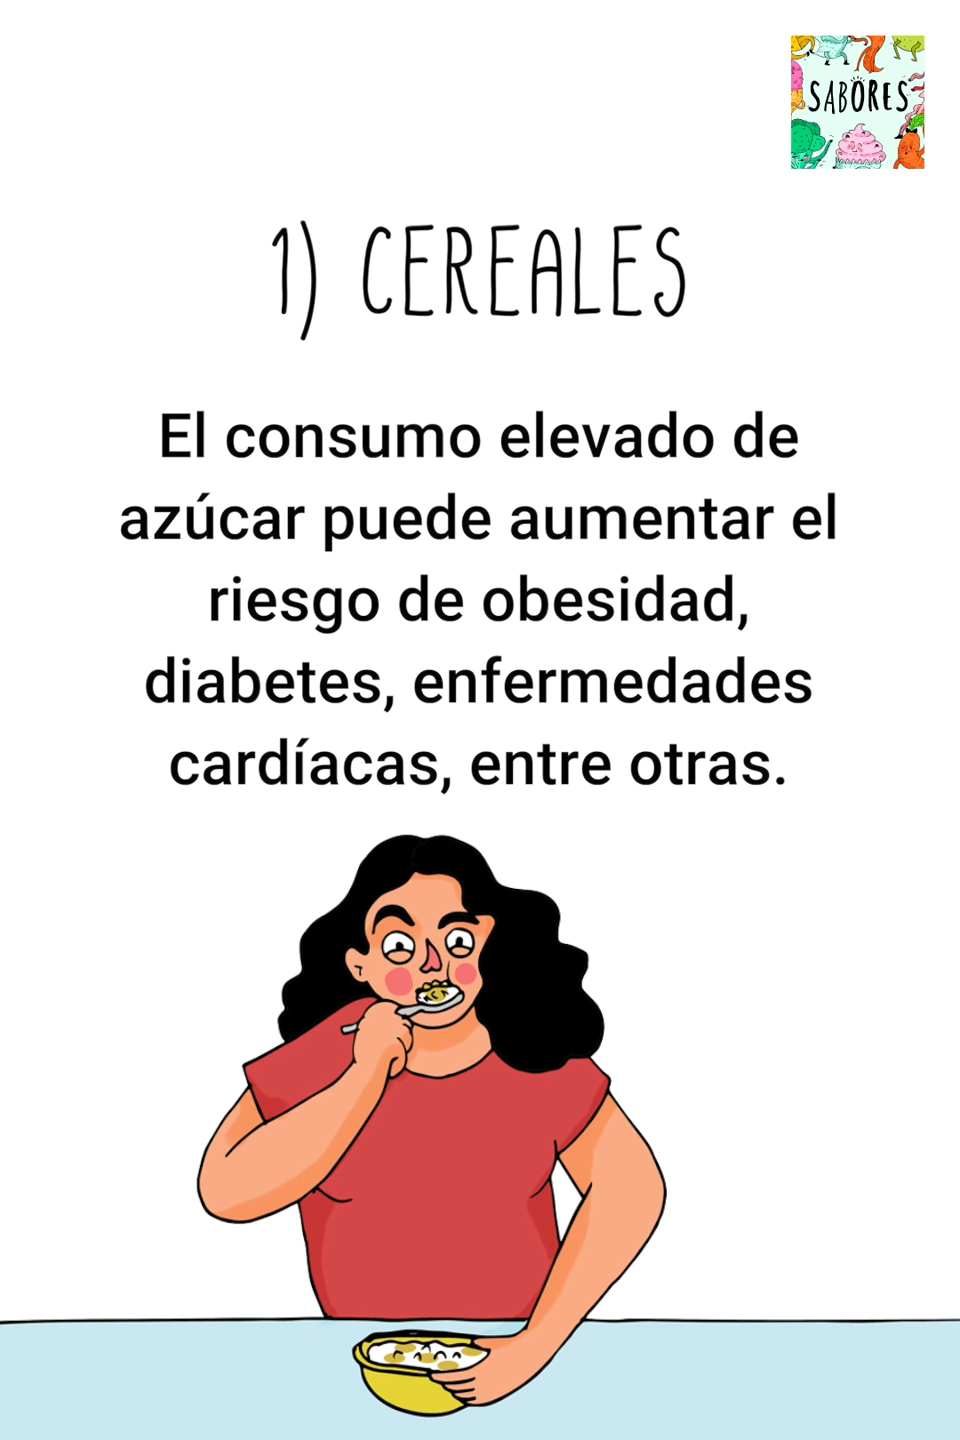 SABORES
1) CEREALES
El consumo elevado de
azúcar puede aumentar el
riesgo de obesidad,
diabetes, enfermedades
cardíacas, entre otras.